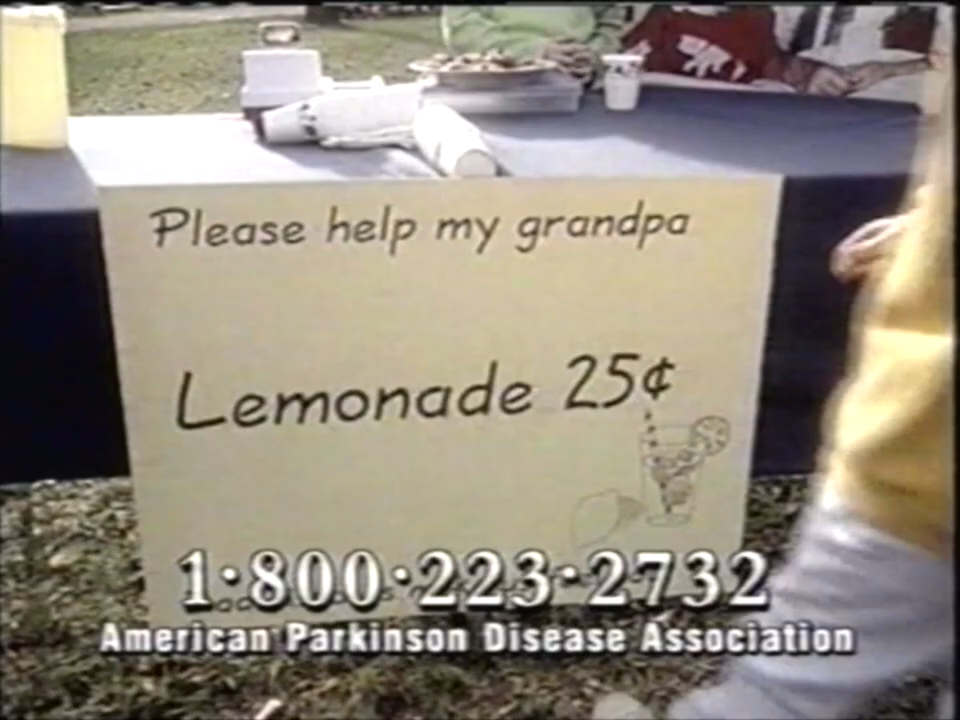 Please help my grandpa
Lemonade 25¢
1·800·223·2732
American Parkinson Disease Association